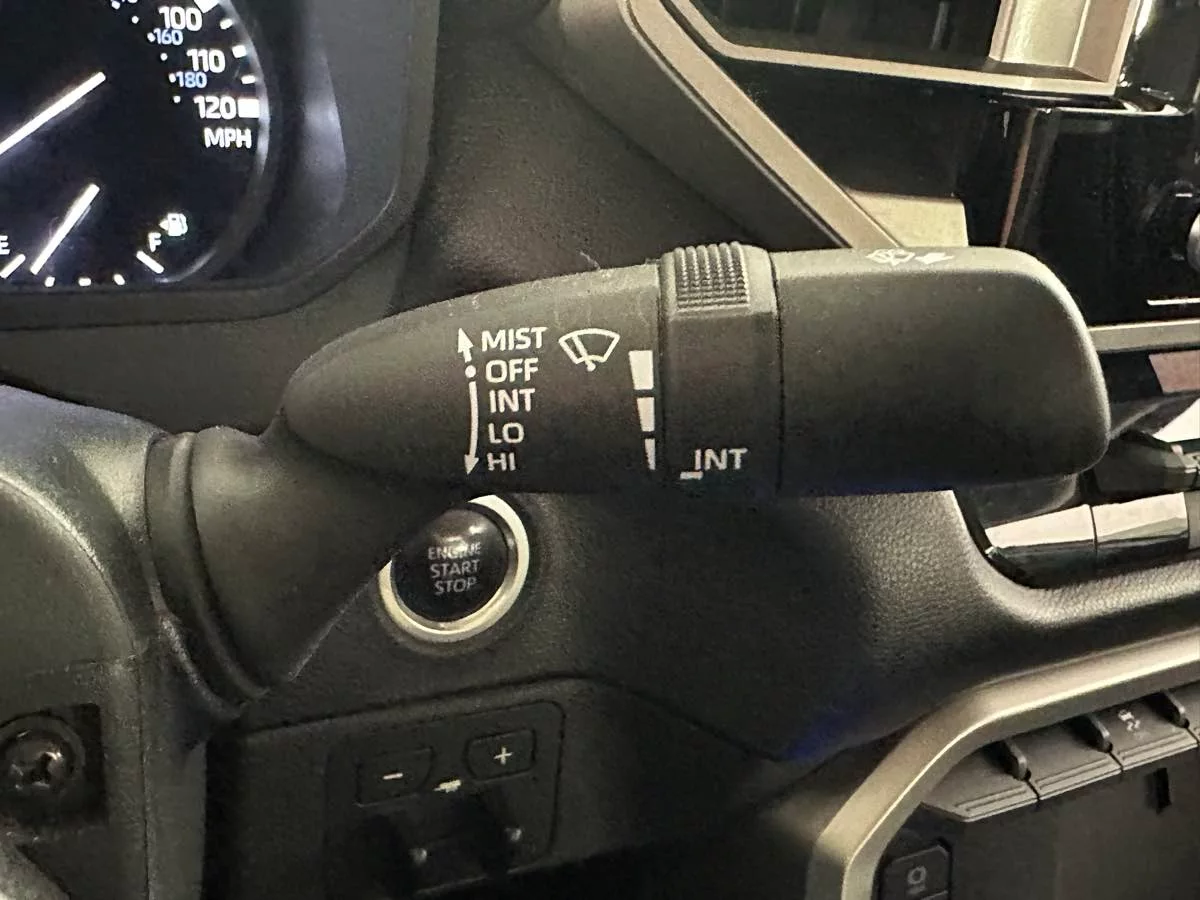 100
160
110
180
120
MPH
E
F
MIST
OFF
INT
LO
HI
INT
ENGINE
START
STOP
−
+